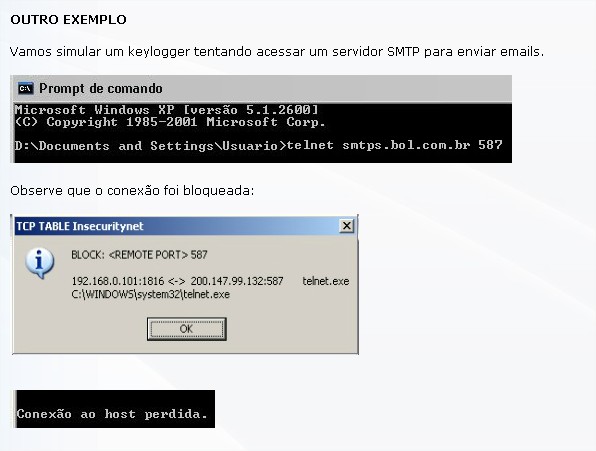 OUTRO EXEMPLO
Vamos simular um keylogger tentando acessar um servidor SMTP para enviar emails.
Prompt de comando
Microsoft Windows XP [versão 5.1.2600]
(C) Copyright 1985-2001 Microsoft Corp.
D:\Documents and Settings\Usuario>telnet smtps.bol.com.br 587
Observe que o conexão foi bloqueada:
TCP TABLE Insecuritynet
BLOCK: <REMOTE PORT> 587
192.168.0.101:1816 <-> 200.147.99.132:587 telnet.exe
C:\WINDOWS\system32\telnet.exe
OK
Conexão ao host perdida.